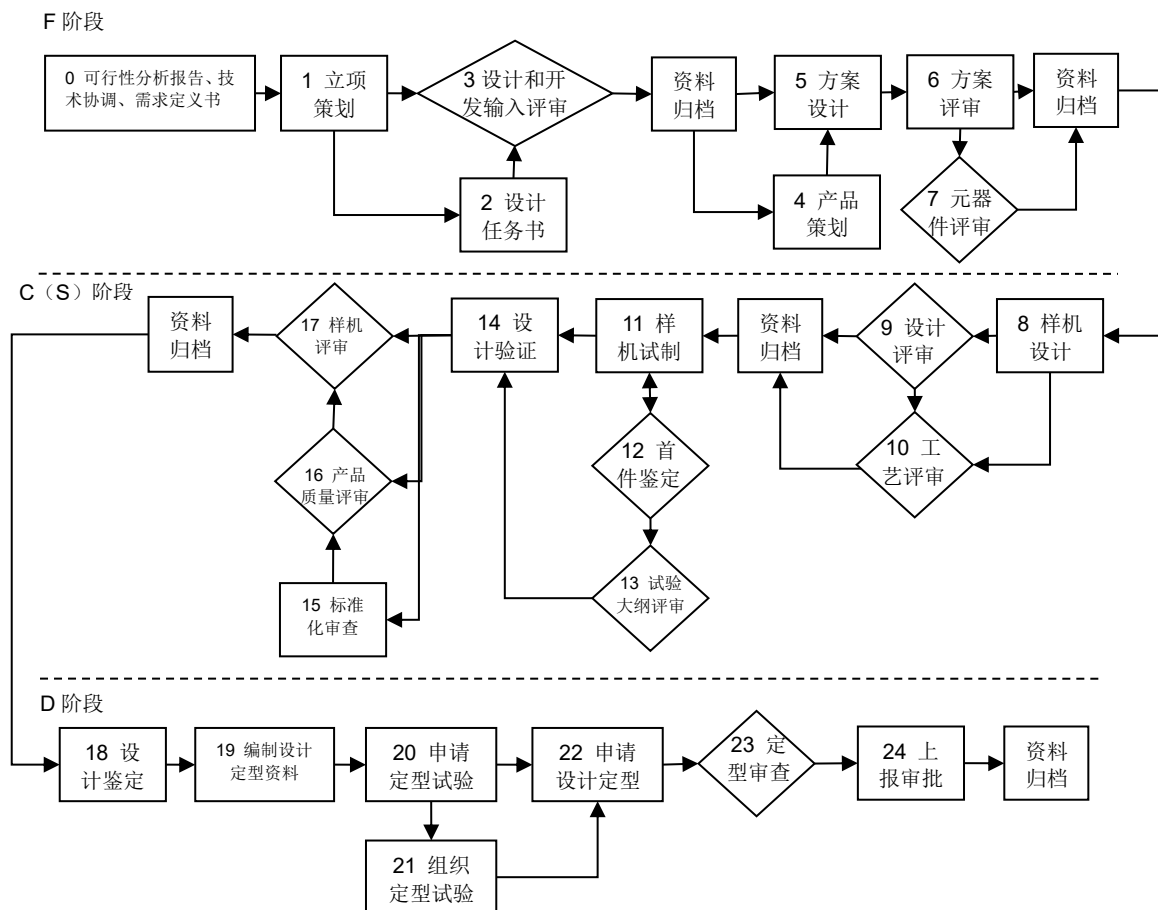 F 阶段
0 可行性分析报告、技
术协调、需求定义书
1 立项
策划
3 设计和开
发输入评审
2 设计
任务书
资料
归档
5 方案
设计
4 产品
策划
6 方案
评审
7 元器
件评审
资料
归档
C（S）阶段
8 样机
设计
9 设计
评审
10 工
艺评审
资料
归档
11 样
机试制
12 首
件鉴定
13 试验
大纲评审
14 设
计验证
15 标准
化审查
16 产品
质量评审
17 样机
评审
资料
归档
D 阶段
18 设
计鉴定
19 编制设计
定型资料
20 申请
定型试验
21 组织
定型试验
22 申请
设计定型
23 定
型审查
24 上
报审批
资料
归档